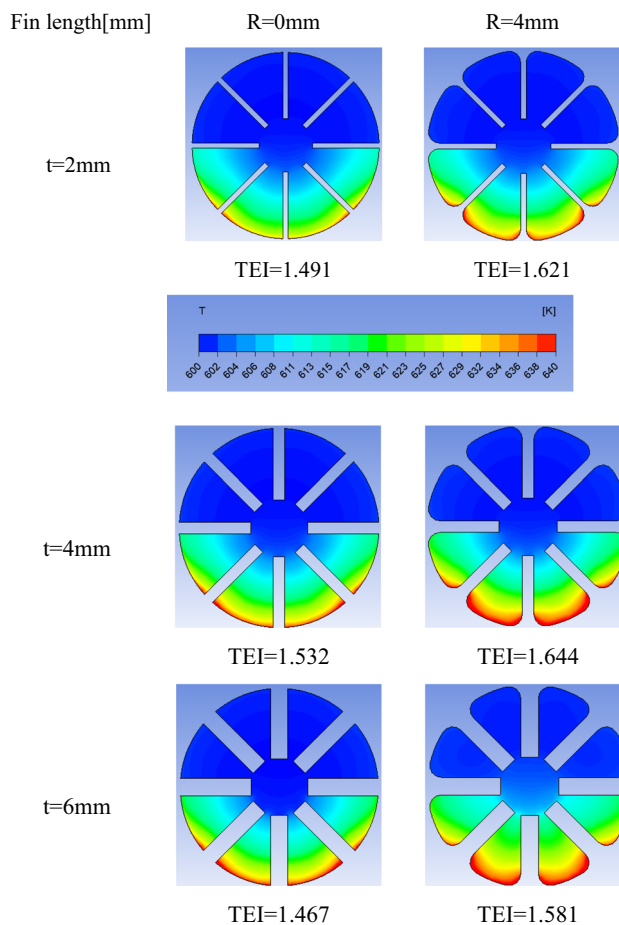 Fin length[mm] R=0mm R=4mm
t=2mm
TEI=1.491 TEI=1.621
T [K]
600 602 604 606 608 611 613 615 617 619 621 623 625 627 629 632 634 636 638 640
t=4mm
TEI=1.532 TEI=1.644
t=6mm
TEI=1.467 TEI=1.581